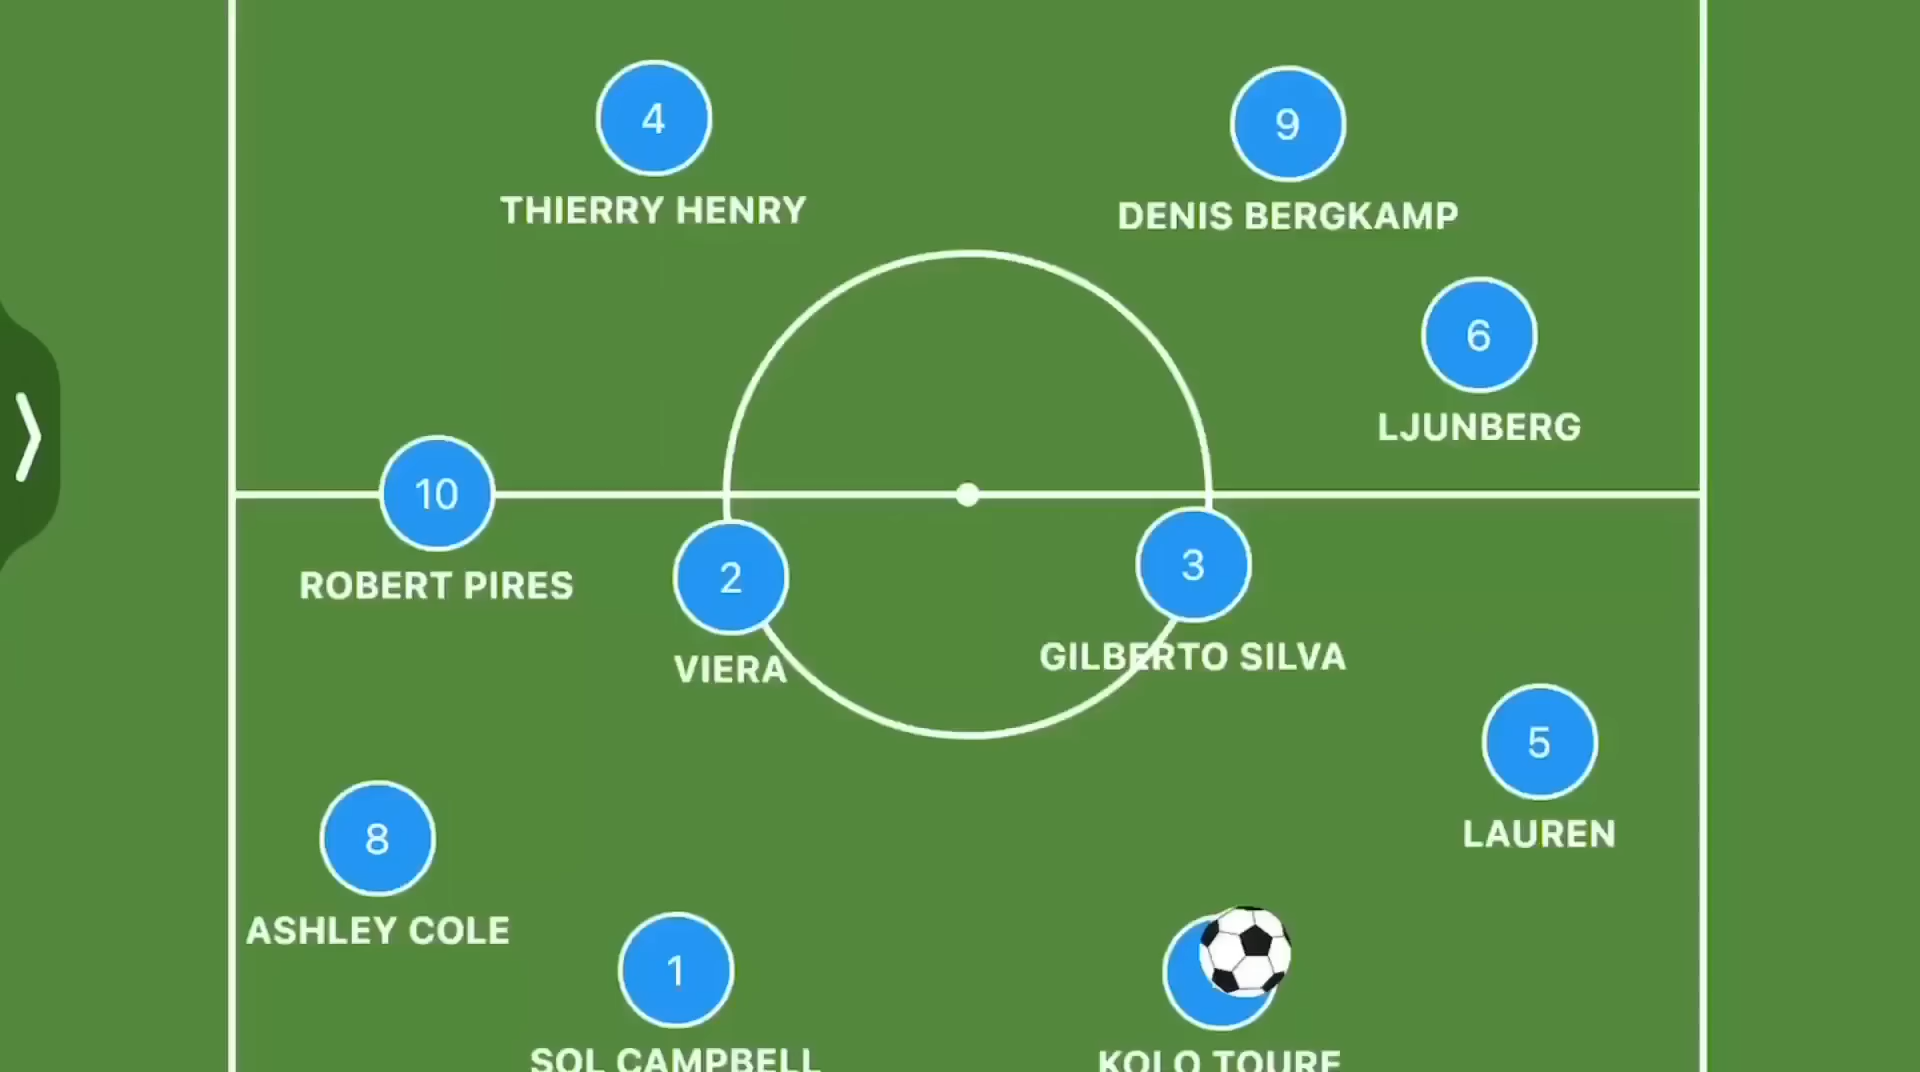 4
THIERRY HENRY
9
DENIS BERGKAMP
6
LJUNBERG
10
ROBERT PIRES
2
VIERA
3
GILBERTO SILVA
5
LAUREN
8
ASHLEY COLE
1
SOL CAMPBELL
KOLO TOURE